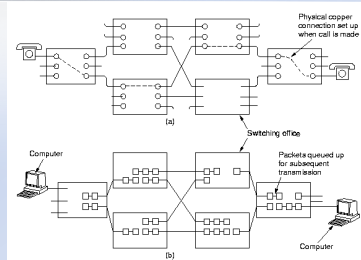 Physical copper
connection set up
when call is made
(a)
Switching office
Computer
Packets queued up
for subsequent
transmission
Computer
(b)